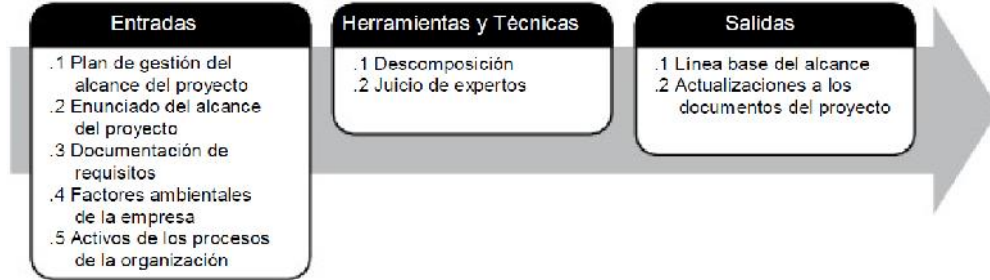 Entradas
.1 Plan de gestión del
alcance del proyecto
.2 Enunciado del alcance
del proyecto
.3 Documentación de
requisitos
.4 Factores ambientales
de la empresa
.5 Activos de los procesos
de la organización
Herramientas y Técnicas
.1 Descomposición
.2 Juicio de expertos
Salidas
.1 Línea base del alcance
.2 Actualizaciones a los
documentos del proyecto